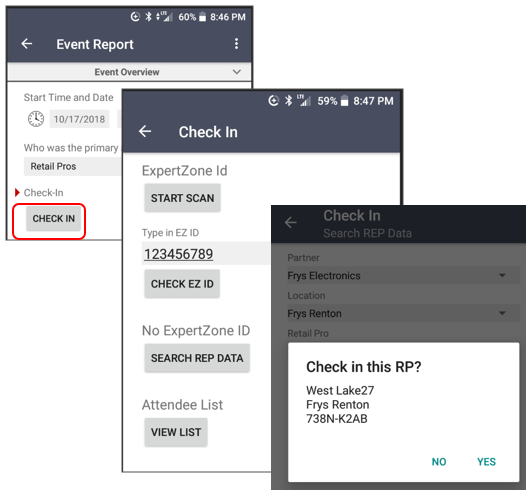 60% 8:46 PM
Event Report
Event Overview
Start Time and Date
10/17/2018
Who was the primary
Retail Pros
Check-In
CHECK IN
LTE 59% 8:47 PM
Check In
ExpertZone Id
START SCAN
Type in EZ ID
123456789
CHECK EZ ID
No ExpertZone ID
SEARCH REP DATA
Attendee List
VIEW LIST
Check In
Search REP Data
Partner
Frys Electronics
Location
Frys Renton
Retail Pro
Check in this RP?
West Lake27
Frys Renton
738N-K2AB
NO YES